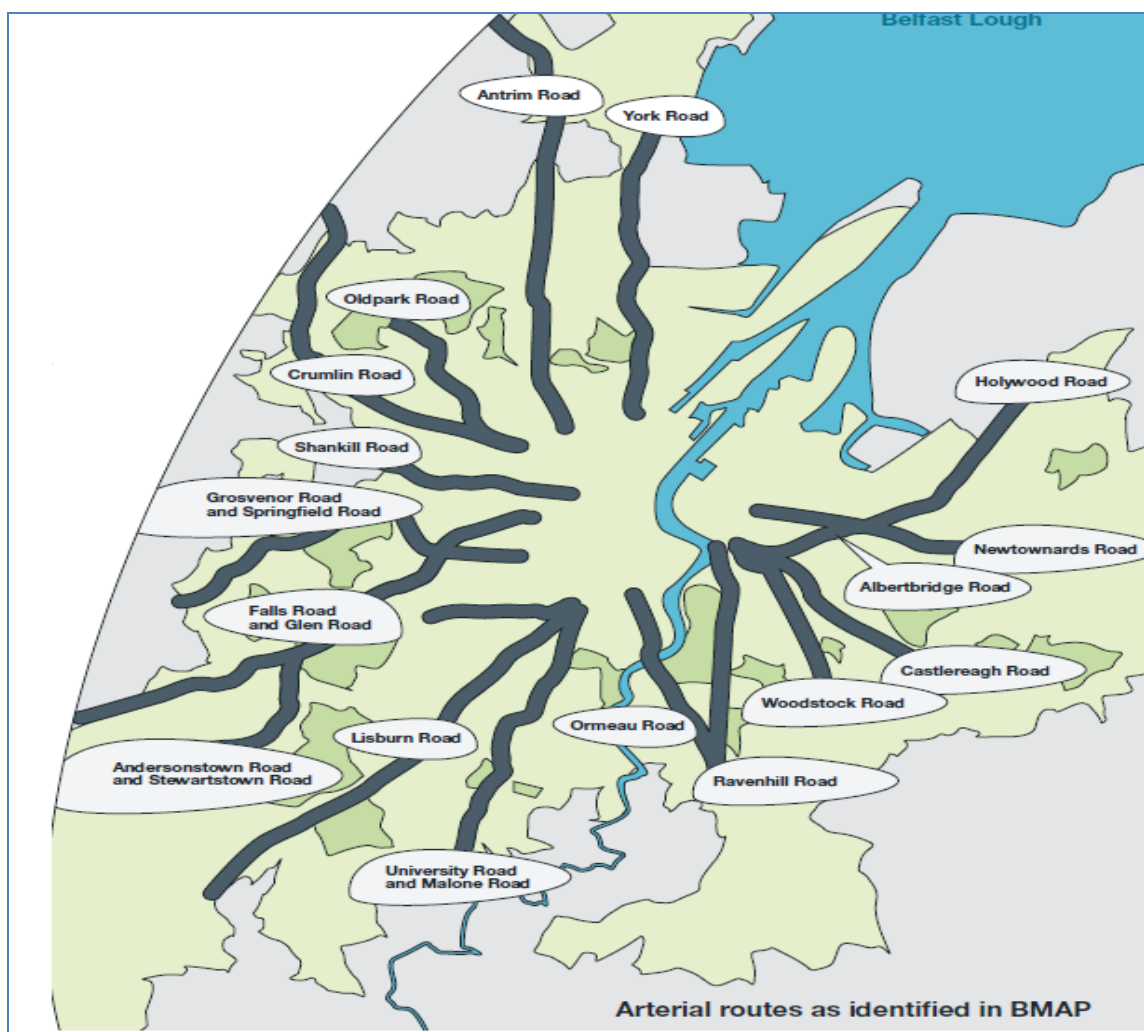 Belfast Lough
Antrim Road
York Road
Oldpark Road
Crumlin Road
Holywood Road
Shankill Road
Grosvenor Road
and Springfield Road
Newtownards Road
Albertbridge Road
Falls Road
and Glen Road
Castlereagh Road
Woodstock Road
Ormeau Road
Lisburn Road
Andersonstown Road
and Stewartstown Road
Ravenhill Road
University Road
and Malone Road
Arterial routes as identified in BMAP